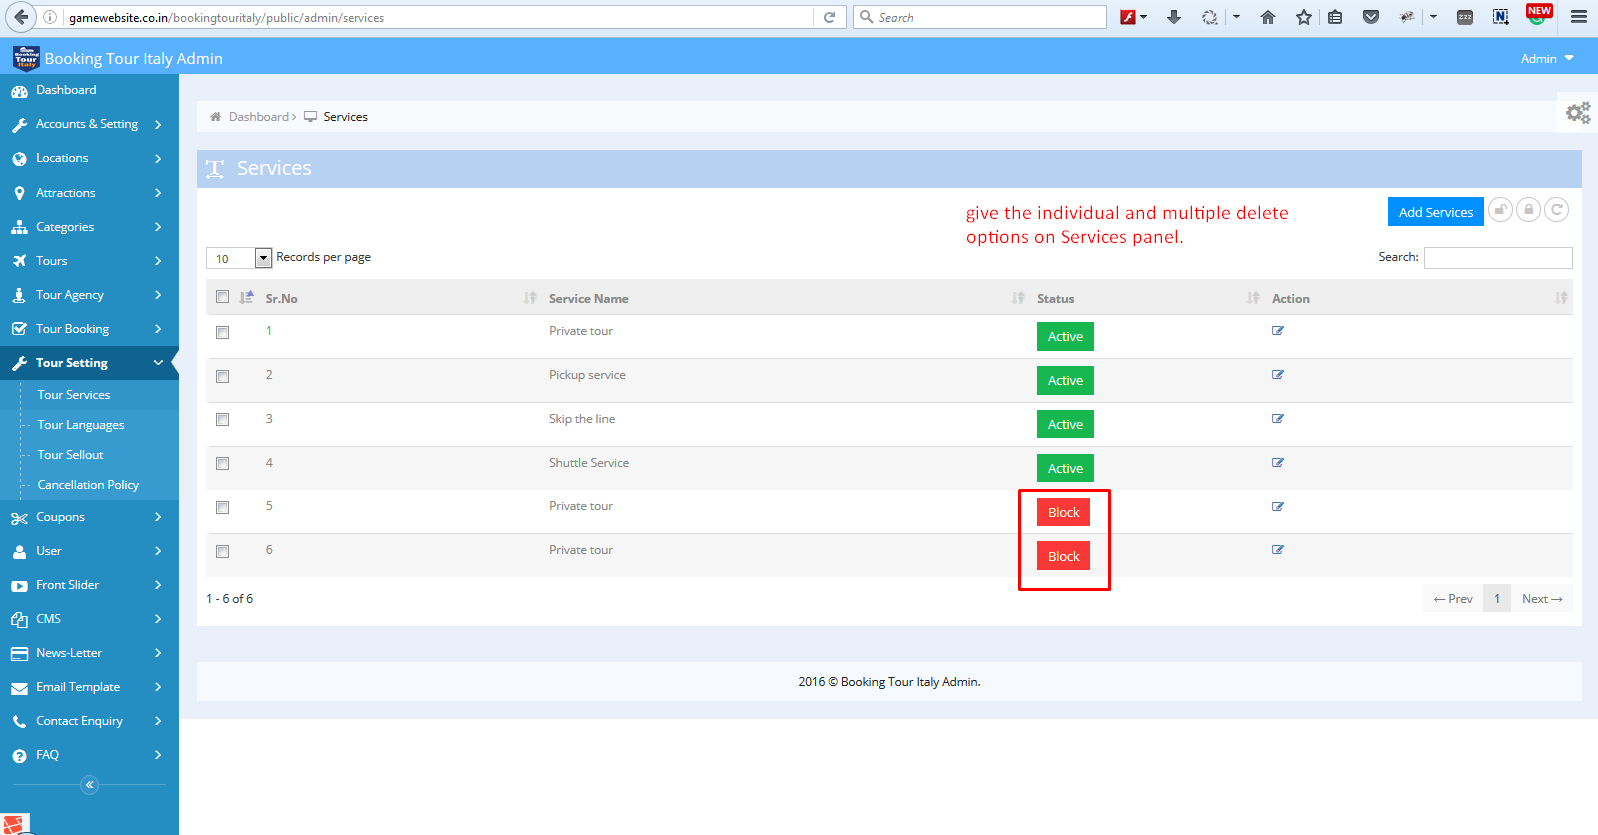 gamewebsite.co.in/bookingtouritaly/public/admin/services
Search
NEW
Booking Tour Italy
Booking Tour Italy Admin
Admin
Dashboard
Accounts & Setting
Locations
Attractions
Categories
Tours
Tour Agency
Tour Booking
Tour Setting
Tour Services
Tour Languages
Tour Sellout
Cancellation Policy
Coupons
User
Front Slider
CMS
News-Letter
Email Template
Contact Enquiry
FAQ
Dashboard > Services
Services
give the individual and multiple delete
options on Services panel.
Add Services
10 Records per page
Search:
Sr.No Service Name Status Action
1 Private tour Active
2 Pickup service Active
3 Skip the line Active
4 Shuttle Service Active
5 Private tour Block
6 Private tour Block
1 - 6 of 6
← Prev 1 Next →
2016 © Booking Tour Italy Admin.